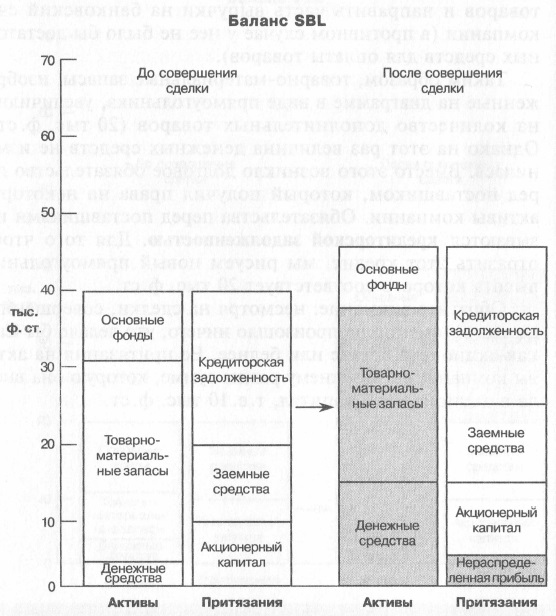 Баланс SBL
70
60
50
40
30
20
10
0
тыс.
ф. ст.
До совершения
сделки
После совершения
сделки
Основные
фонды
Товарно-
материаль-
ные запасы
Денежные
средства
Кредиторская
задолженность
Заемные
средства
Акционерный
капитал
Основные
фонды
Товарно-
материаль-
ные запасы
Денежные
средства
Кредиторская
задолженность
Заемные
средства
Акционерный
капитал
Нераспреде-
ленная прибыль
Активы
Притязания
Активы
Притязания